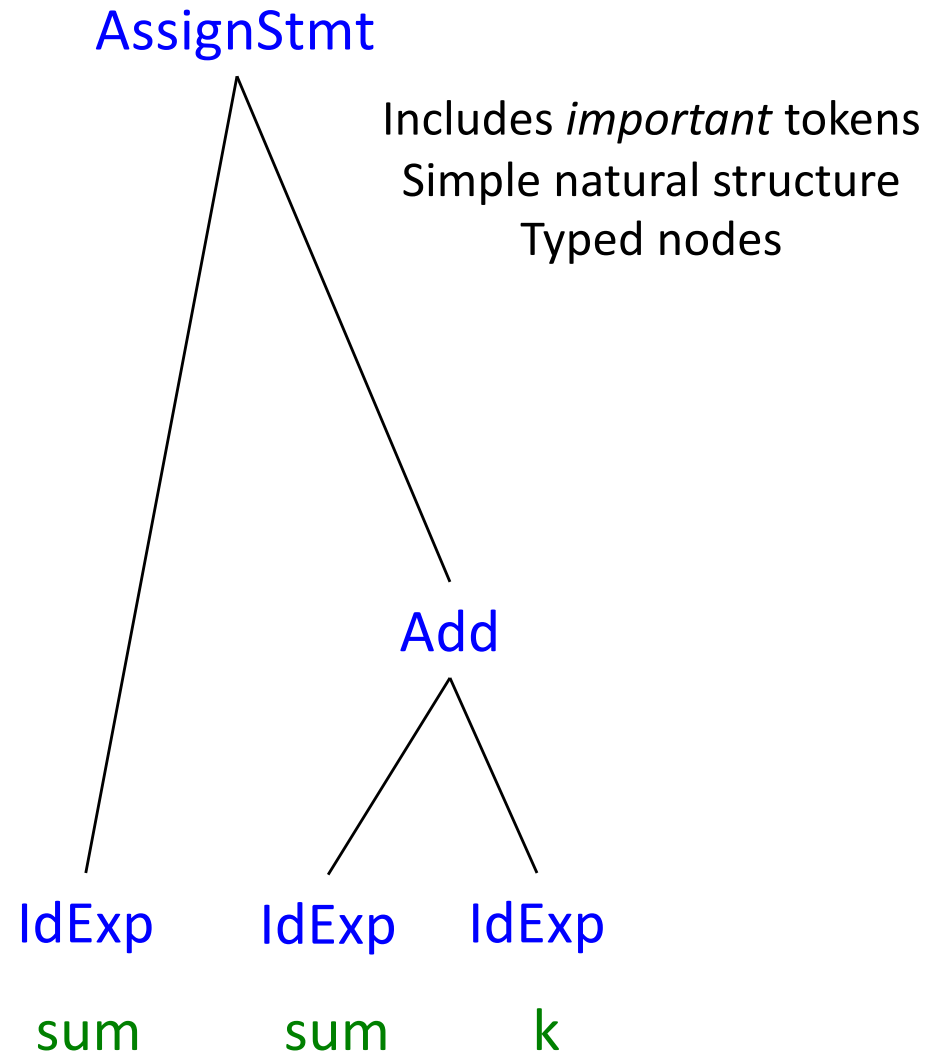 AssignStmt
Includes important tokens
Simple natural structure
Typed nodes
Add
IdExp IdExp IdExp
sum sum k